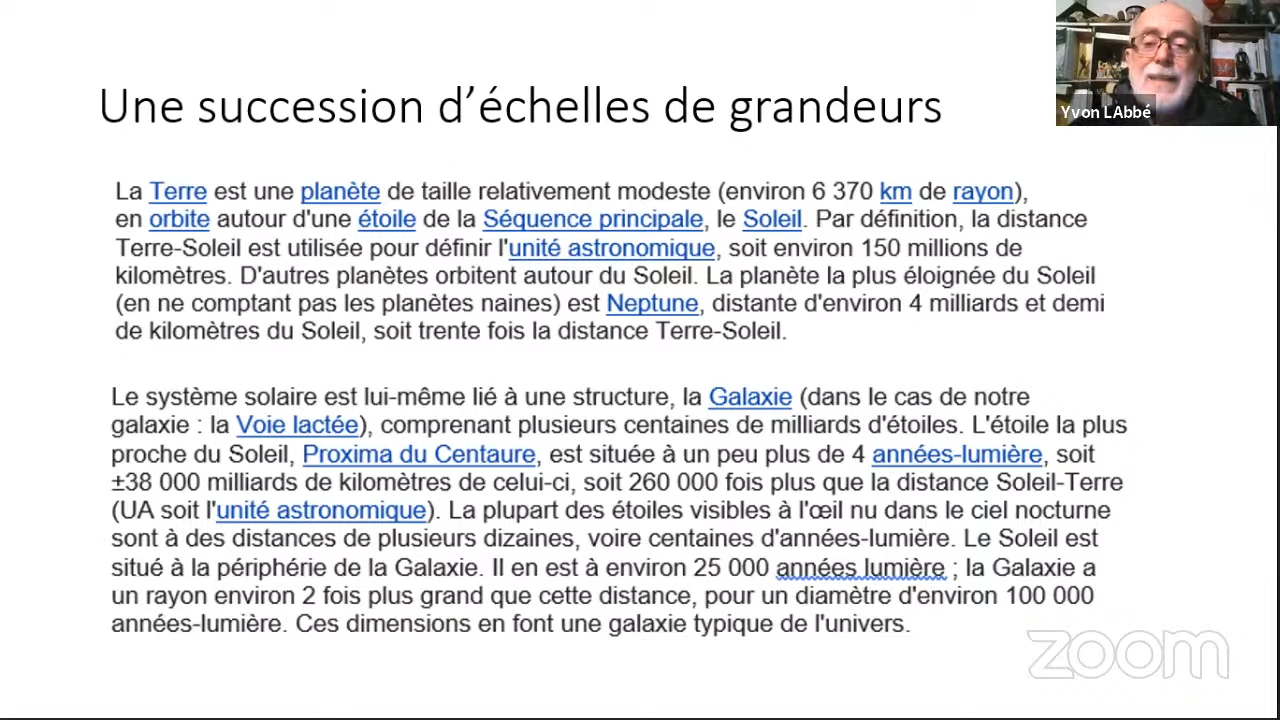 Une succession d’échelles de grandeurs
Yvon LAbbé
La Terre est une planète de taille relativement modeste (environ 6 370 km de rayon),
en orbite autour d'une étoile de la Séquence principale, le Soleil. Par définition, la distance
Terre-Soleil est utilisée pour définir l'unité astronomique, soit environ 150 millions de
kilomètres. D'autres planètes orbitent autour du Soleil. La planète la plus éloignée du Soleil
(en ne comptant pas les planètes naines) est Neptune, distante d'environ 4 milliards et demi
de kilomètres du Soleil, soit trente fois la distance Terre-Soleil.
Le système solaire est lui-même lié à une structure, la Galaxie (dans le cas de notre
galaxie : la Voie lactée), comprenant plusieurs centaines de milliards d'étoiles. L'étoile la plus
proche du Soleil, Proxima du Centaure, est située à un peu plus de 4 années-lumière, soit
±38 000 milliards de kilomètres de celui-ci, soit 260 000 fois plus que la distance Soleil-Terre
(UA soit l'unité astronomique). La plupart des étoiles visibles à l'œil nu dans le ciel nocturne
sont à des distances de plusieurs dizaines, voire centaines d'années-lumière. Le Soleil est
situé à la périphérie de la Galaxie. Il en est à environ 25 000 années lumière ; la Galaxie a
un rayon environ 2 fois plus grand que cette distance, pour un diamètre d'environ 100 000
années-lumière. Ces dimensions en font une galaxie typique de l'univers.
zoom